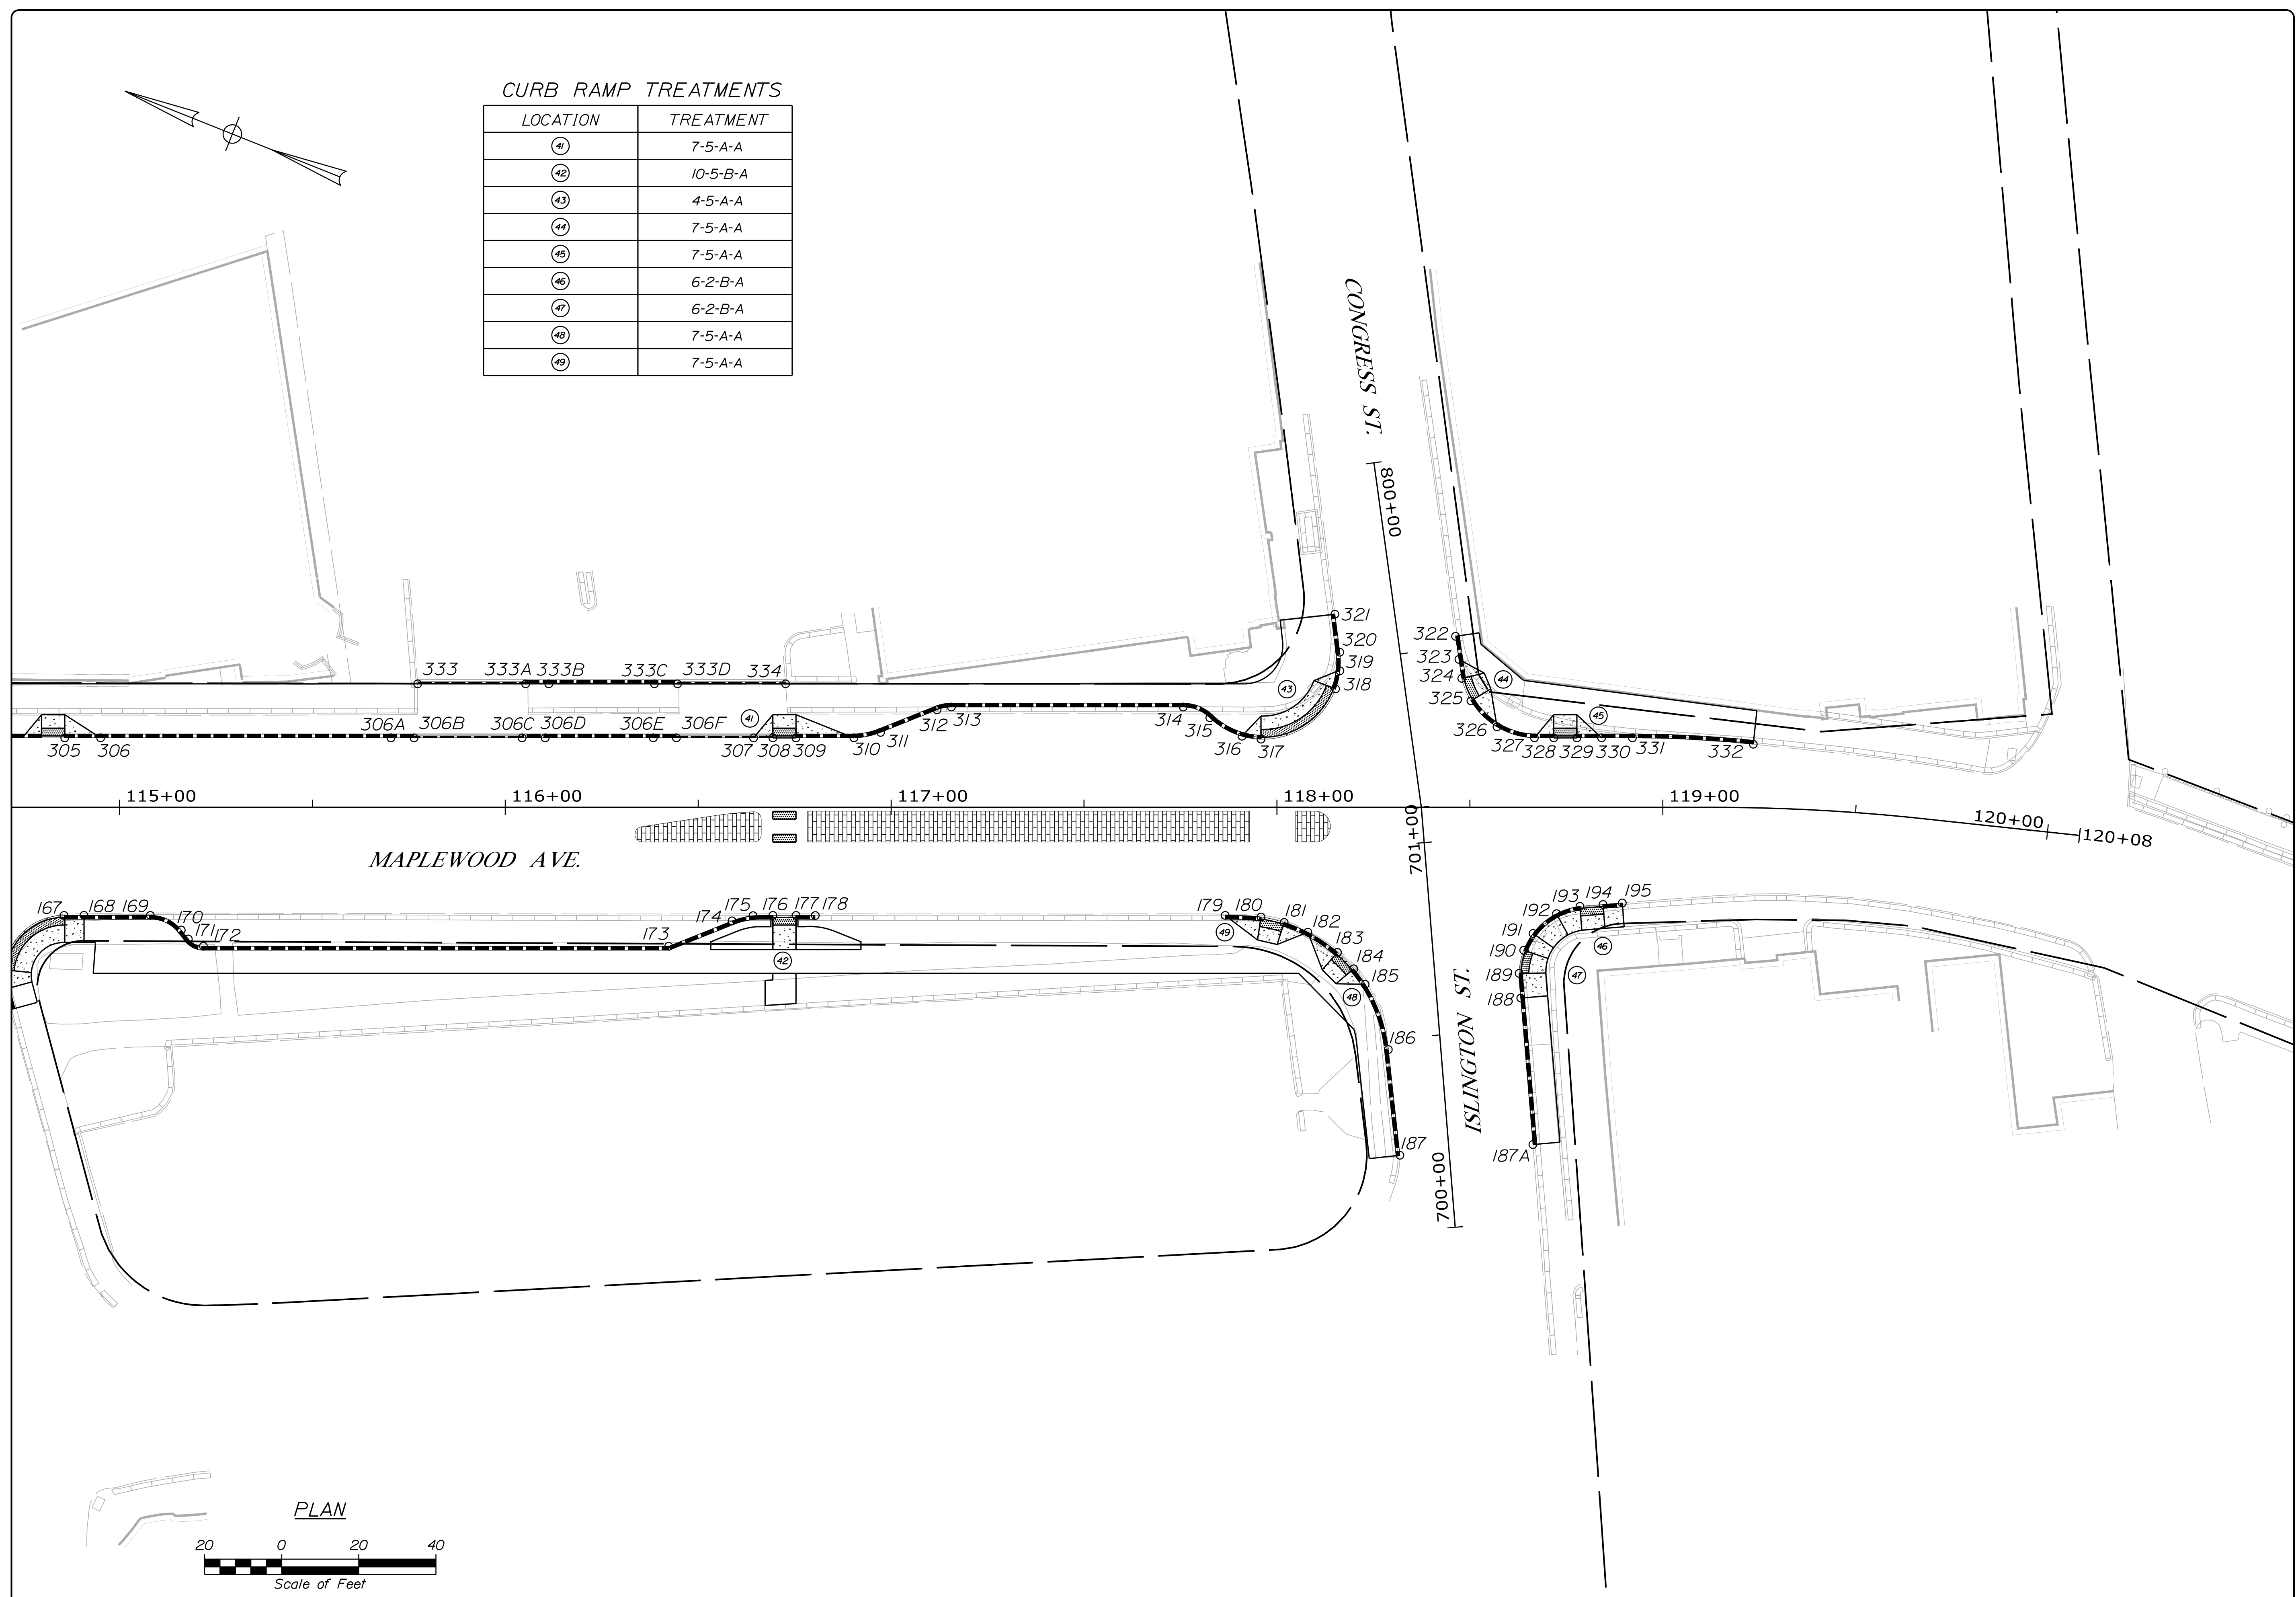 CURB RAMP TREATMENTS
LOCATION TREATMENT
41 7-5-A-A
42 10-5-B-A
43 4-5-A-A
44 7-5-A-A
45 7-5-A-A
46 6-2-B-A
47 6-2-B-A
48 7-5-A-A
49 7-5-A-A
CONGRESS ST.
800+00
321
320
319
318
43
322
323
324
325
326
327
328
329
330
331
332
44
45
333
333A
333B
333C
333D
334
305
306
306A
306B
306C
306D
306E
306F
41
307
308
309
310
311
312
313
314
315
316
317
115+00
116+00
117+00
118+00
119+00
120+00
120+08
701+00
MAPLEWOOD AVE.
167
168
169
170
171
172
173
174
175
176
177
178
42
179
180
181
182
183
184
185
186
187
49
48
ISLINGTON ST.
700+00
187A
188
189
190
191
192
193
194
195
46
47
PLAN
20 0 20 40
Scale of Feet